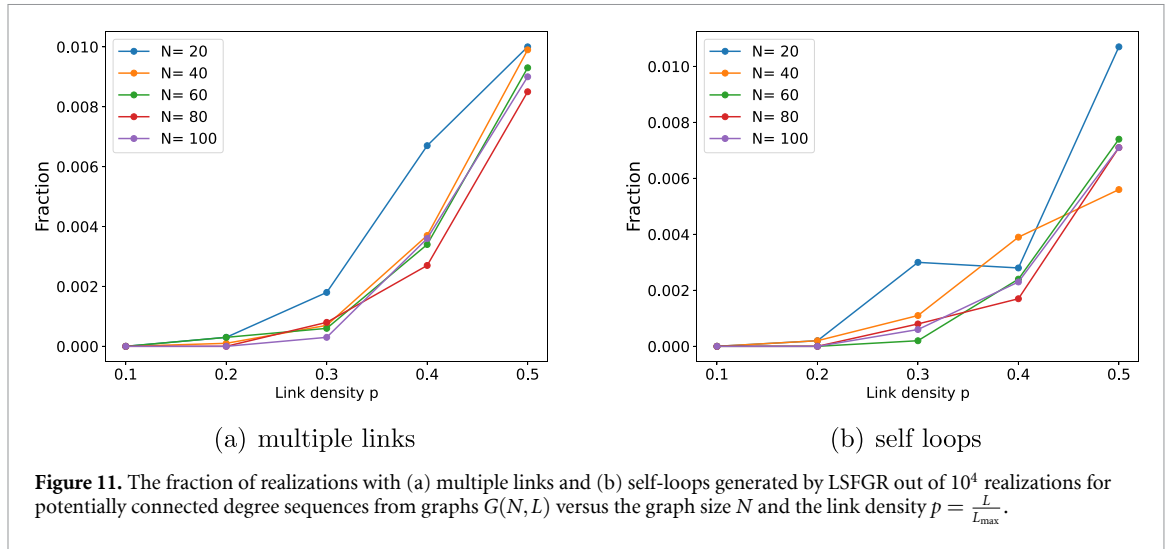 N= 20
N= 40
N= 60
N= 80
N= 100
0.010
0.008
0.006
0.004
0.002
0.000
Fraction
0.1 0.2 0.3 0.4 0.5
Link density p
(a) multiple links
N= 20
N= 40
N= 60
N= 80
N= 100
0.010
0.008
0.006
0.004
0.002
0.000
Fraction
0.1 0.2 0.3 0.4 0.5
Link density p
(b) self loops
Figure 11. The fraction of realizations with (a) multiple links and (b) self-loops generated by LSFGR out of 10⁴ realizations for
potentially connected degree sequences from graphs G(N, L) versus the graph size N and the link density p = L/Lmax.